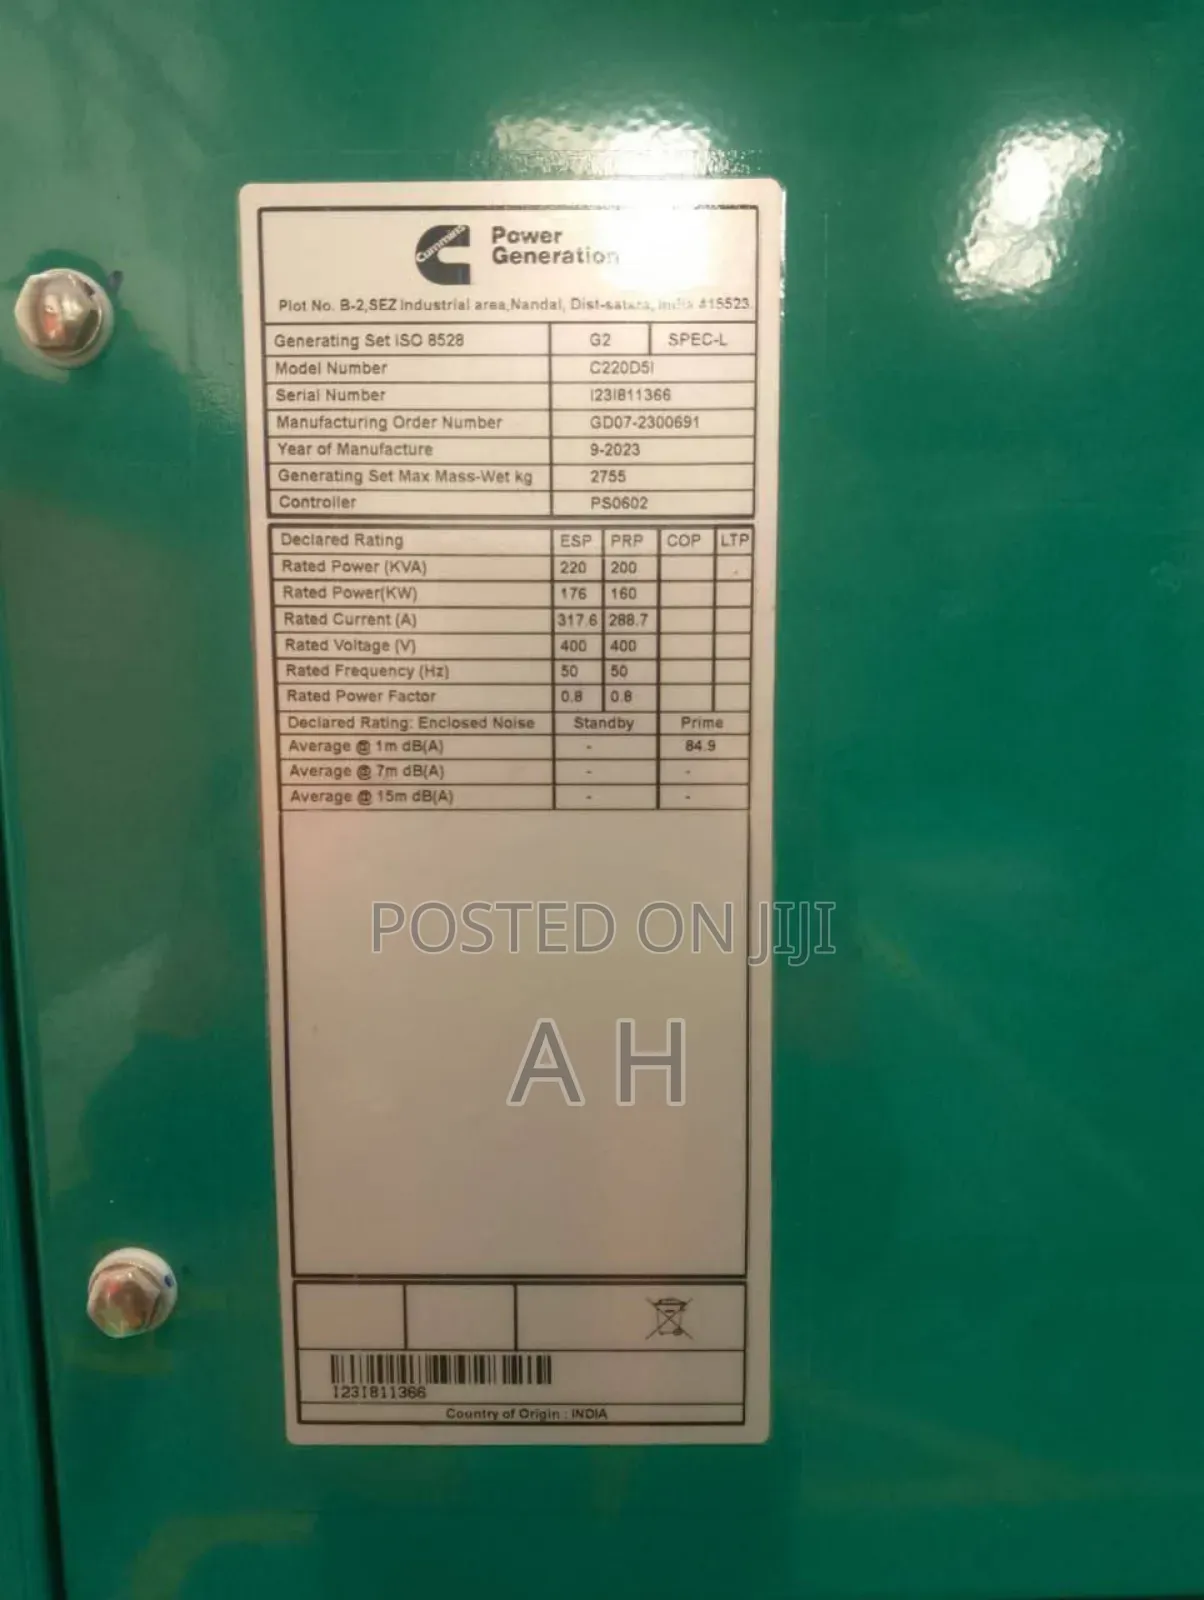 Cummins
Power
Generation
Plot No. B-2,SEZ Industrial area,Nandal, Dist-satara, India 415523.
Generating Set ISO 8528 G2 SPEC-L
Model Number C220D5I
Serial Number I23I811366
Manufacturing Order Number GD07-2300691
Year of Manufacture 9-2023
Generating Set Max Mass-Wet kg 2755
Controller PS0602
Declared Rating ESP PRP COP LTP
Rated Power (KVA) 220 200
Rated Power(KW) 176 160
Rated Current (A) 317.6 288.7
Rated Voltage (V) 400 400
Rated Frequency (Hz) 50 50
Rated Power Factor 0.8 0.8
Declared Rating: Enclosed Noise Standby Prime
Average @ 1m dB(A) - 84.9
Average @ 7m dB(A) - -
Average @ 15m dB(A) - -
POSTED ON JIJI
A H
I23I811366
Country of Origin : INDIA